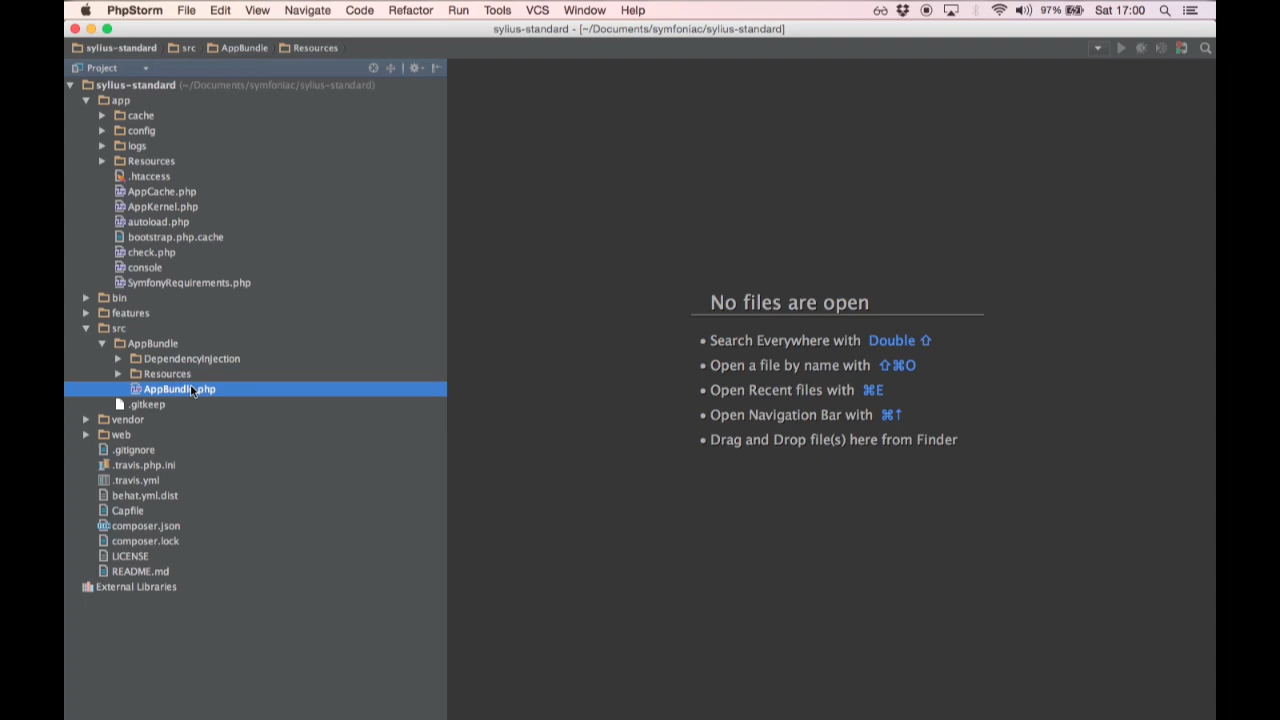 PhpStorm File Edit View Navigate Code Refactor Run Tools VCS Window Help 97% Sat 17:00
sylius-standard - [~/Documents/symfoniac/sylius-standard]
sylius-standard src AppBundle Resources
Project
sylius-standard (~/Documents/symfoniac/sylius-standard)
app
cache
config
logs
Resources
.htaccess
AppCache.php
AppKernel.php
autoload.php
bootstrap.php.cache
check.php
console
SymfonyRequirements.php
bin
features
src
AppBundle
DependencyInjection
Resources
AppBundle.php
.gitkeep
vendor
web
.gitignore
.travis.php.ini
.travis.yml
behat.yml.dist
Capfile
composer.json
composer.lock
LICENSE
README.md
External Libraries
No files are open
• Search Everywhere with Double ⇧
• Open a file by name with ⇧⌘O
• Open Recent files with ⌘E
• Open Navigation Bar with ⌘↑
• Drag and Drop file(s) here from Finder